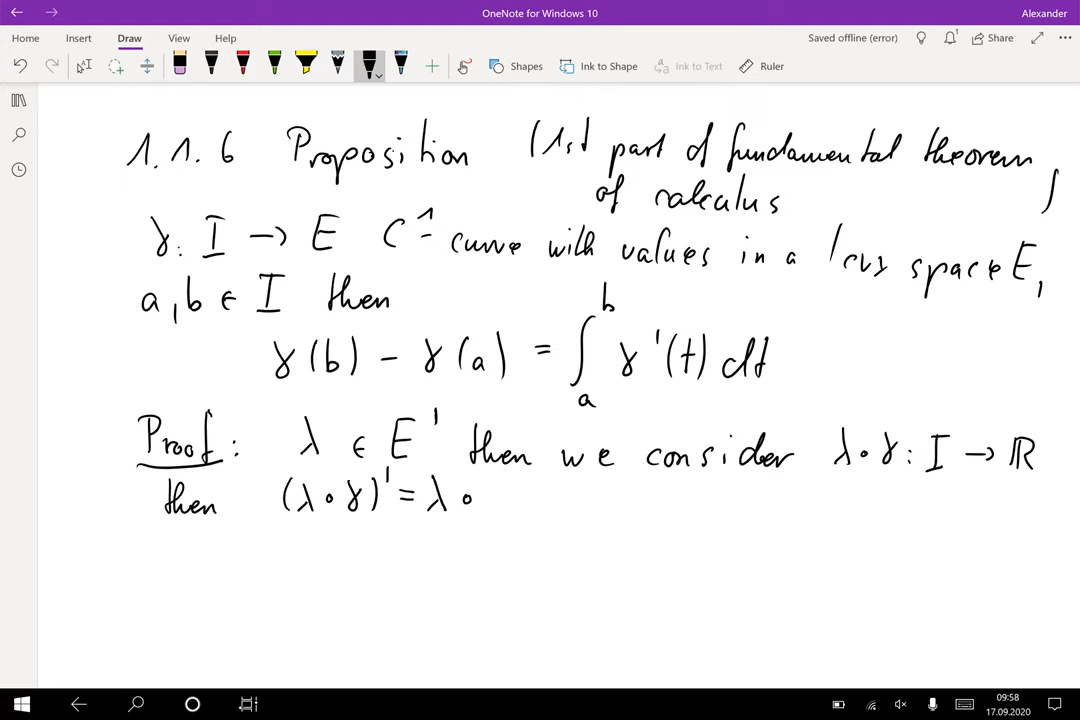 OneNote for Windows 10
Alexander
Home Insert Draw View Help
Saved offline (error)
Share
Shapes
Ink to Shape
Ink to Text
Ruler
1.1.6 Proposition (1st part of fundamental theorem
of calculus )
γ: I → E C¹- curve with values in a lcvx space E,
a,b ∈ I then
γ(b) - γ(a) = ∫_a^b γ'(t) dt
Proof: λ ∈ E' then we consider λ∘γ: I → ℝ
then (λ∘γ)' = λ∘
09:58
17.09.2020